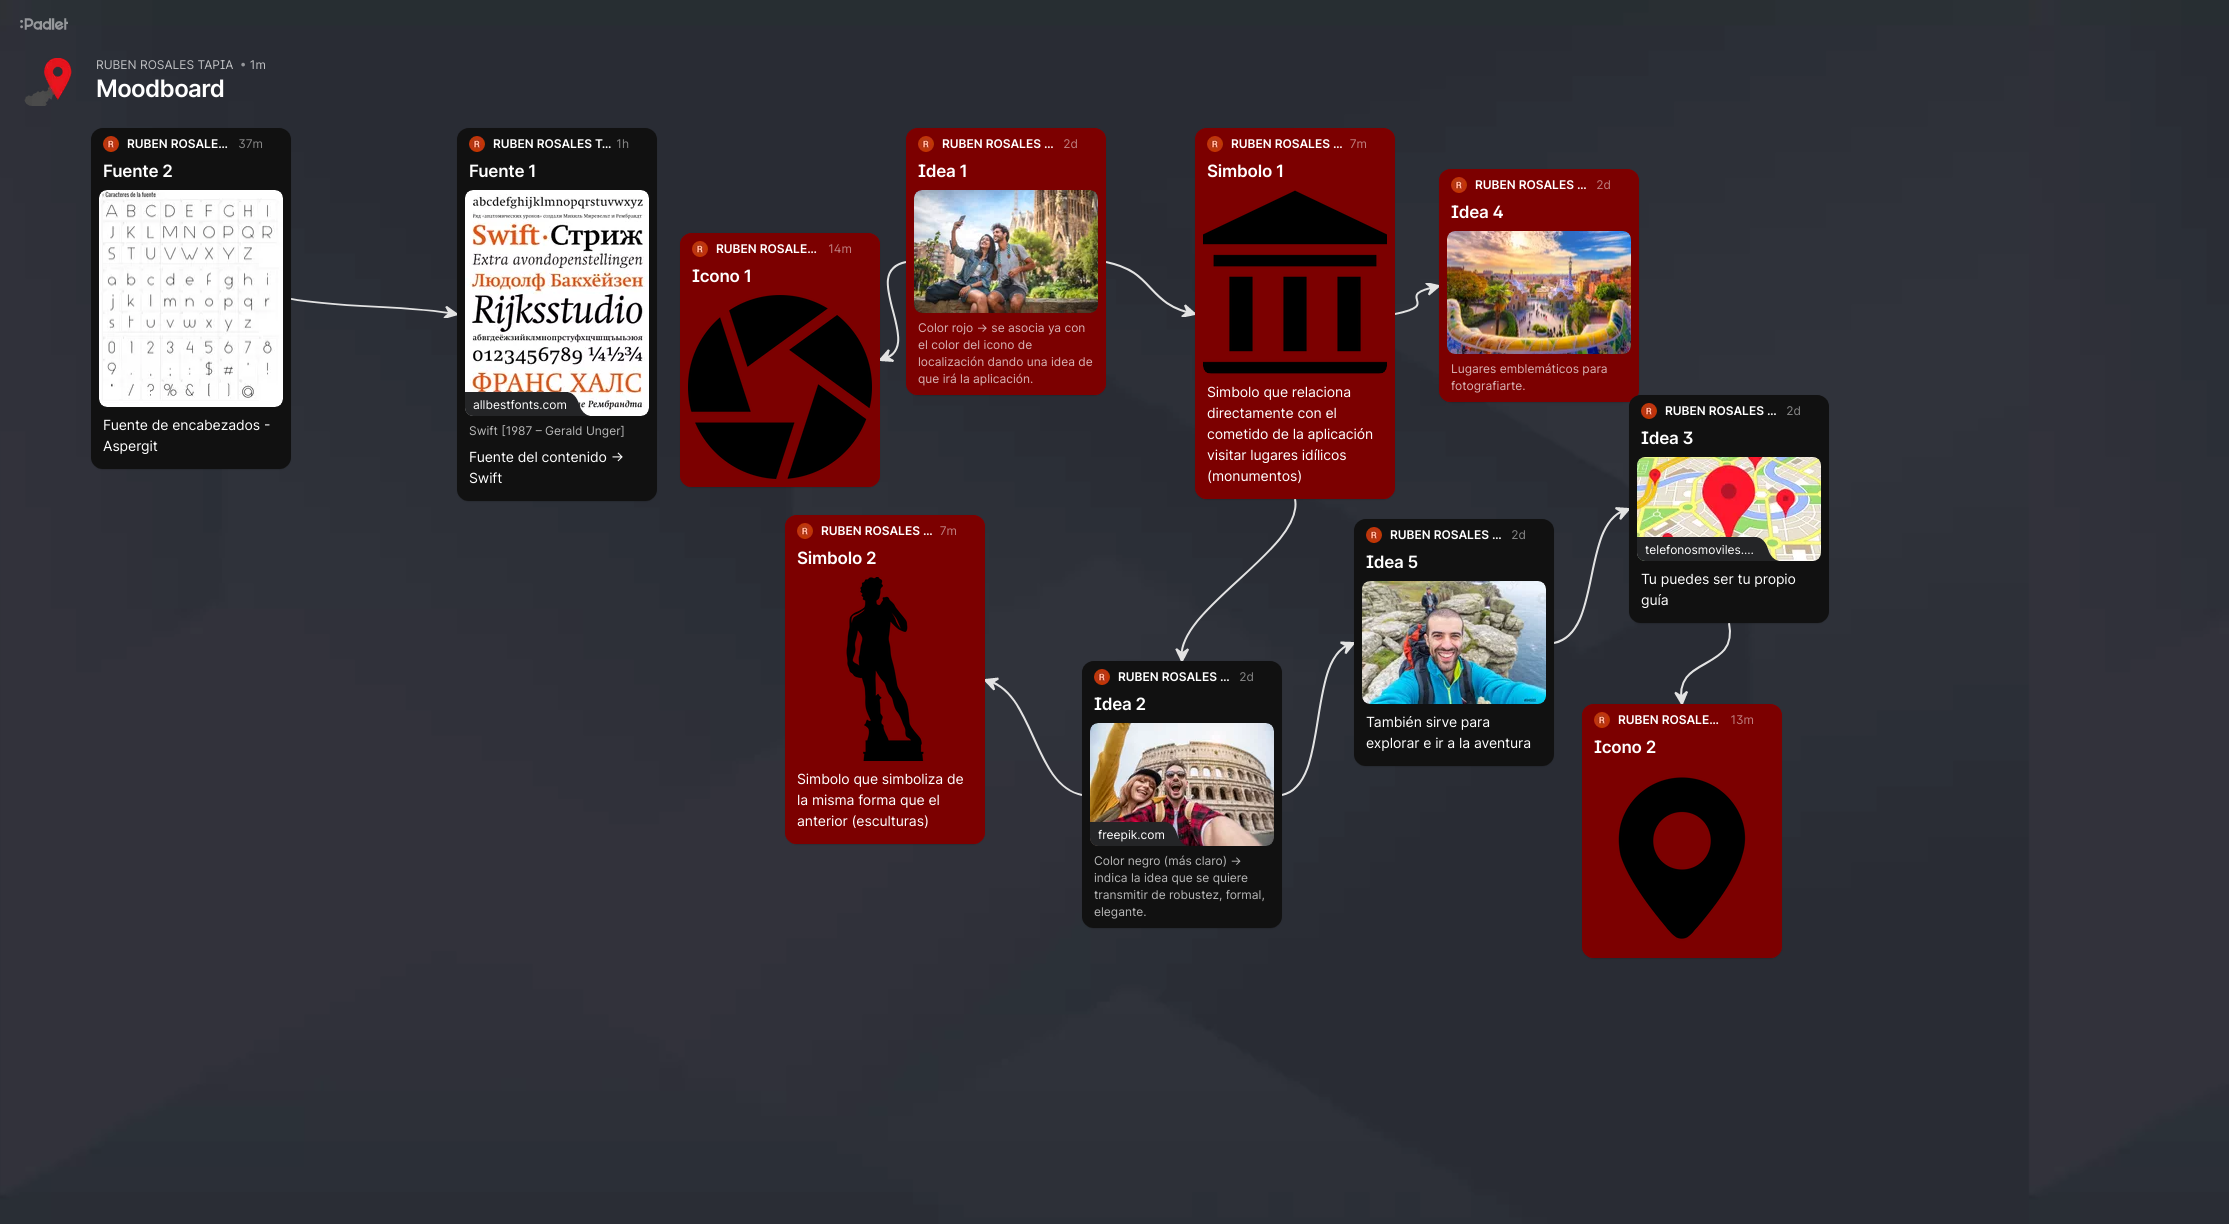 :Padlet
RUBEN ROSALES TAPIA • 1m
Moodboard
R RUBEN ROSALE... 37m
Fuente 2
Caracteres de la fuente
A B C D E F G H I
J K L M N O P Q R
S T U V W X Y Z
a b c d e f g h i
j k l m n o p q r
s t u v w x y z
0 1 2 3 4 5 6 7 8
9 . , ; : $ # ' !
" / ? % & ( ) ©
Fuente de encabezados -
Aspergit
R RUBEN ROSALES T... 1h
Fuente 1
abcdefghijklmnopqrstuvwxyz
Ряд «анатомических уроков» создали Михиль Миревельт и Рембрандт
Swift·Стриж
Extra avondopenstellingen
Людолф Бакхёйзен
Rijksstudio
абвгдеёжзийклмнопрстуфхцчшщъыьэюя
0123456789 ¼½¾
ФРАНС ХАЛС
allbestfonts.com
е Рембрандта
Swift [1987 – Gerald Unger]
Fuente del contenido →
Swift
R RUBEN ROSALE... 14m
Icono 1
R RUBEN ROSALES ... 2d
Idea 1
Color rojo → se asocia ya con
el color del icono de
localización dando una idea de
que irá la aplicación.
R RUBEN ROSALES ... 7m
Simbolo 1
Simbolo que relaciona
directamente con el
cometido de la aplicación
visitar lugares idílicos
(monumentos)
R RUBEN ROSALES ... 2d
Idea 4
Lugares emblemáticos para
fotografiarte.
R RUBEN ROSALES ... 2d
Idea 3
telefonosmoviles....
Tu puedes ser tu propio
guía
R RUBEN ROSALES ... 7m
Simbolo 2
Simbolo que simboliza de
la misma forma que el
anterior (esculturas)
R RUBEN ROSALES ... 2d
Idea 2
freepik.com
Color negro (más claro) →
indica la idea que se quiere
transmitir de robustez, formal,
elegante.
R RUBEN ROSALES ... 2d
Idea 5
También sirve para
explorar e ir a la aventura
R RUBEN ROSALE... 13m
Icono 2